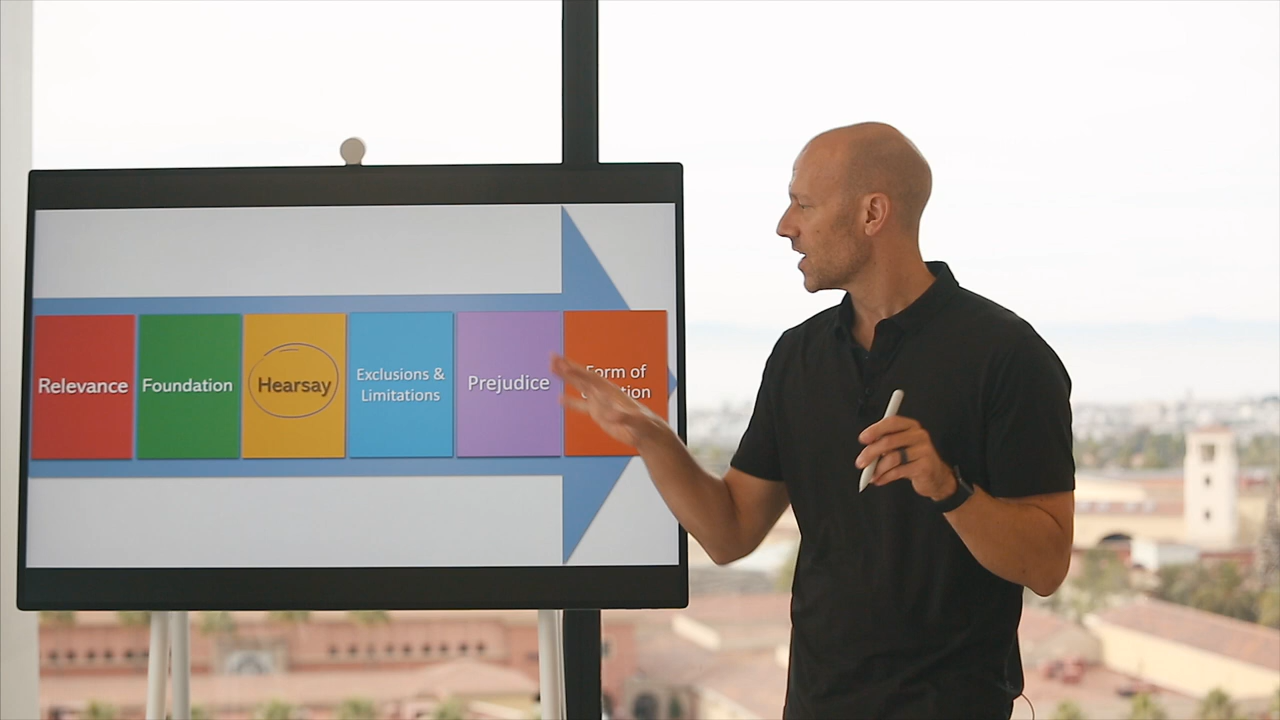 Relevance
Foundation
Hearsay
Exclusions &
Limitations
Prejudice
Form of